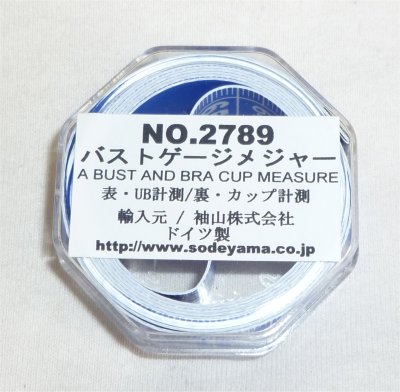 NO.2789
バストゲージメジャー
A BUST AND BRA CUP MEASURE
表・UB計測/裏・カップ計測
輸入元 / 袖山株式会社
ドイツ製
http://www.sodeyama.co.jp